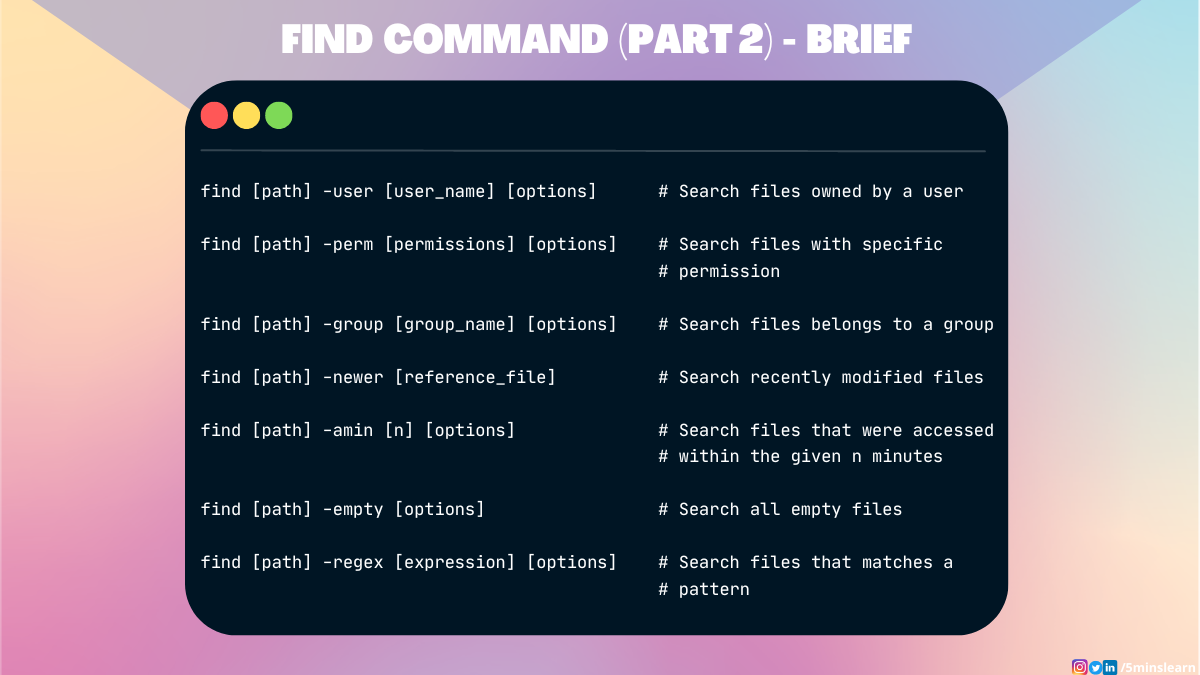 FIND COMMAND (PART 2) - BRIEF
find [path] -user [user_name] [options] # Search files owned by a user
find [path] -perm [permissions] [options] # Search files with specific
# permission
find [path] -group [group_name] [options] # Search files belongs to a group
find [path] -newer [reference_file] # Search recently modified files
find [path] -amin [n] [options] # Search files that were accessed
# within the given n minutes
find [path] -empty [options] # Search all empty files
find [path] -regex [expression] [options] # Search files that matches a
# pattern
/5minslearn